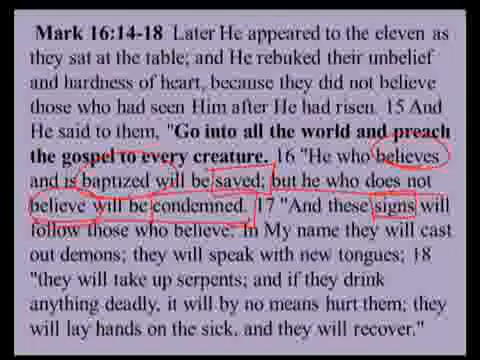 Mark 16:14-18 Later He appeared to the eleven as
they sat at the table; and He rebuked their unbelief
and hardness of heart, because they did not believe
those who had seen Him after He had risen. 15 And
He said to them, "Go into all the world and preach
the gospel to every creature. 16 "He who believes
and is baptized will be saved; but he who does not
believe will be condemned. 17 "And these signs will
follow those who believe: In My name they will cast
out demons; they will speak with new tongues; 18
"they will take up serpents; and if they drink
anything deadly, it will by no means hurt them; they
will lay hands on the sick, and they will recover."